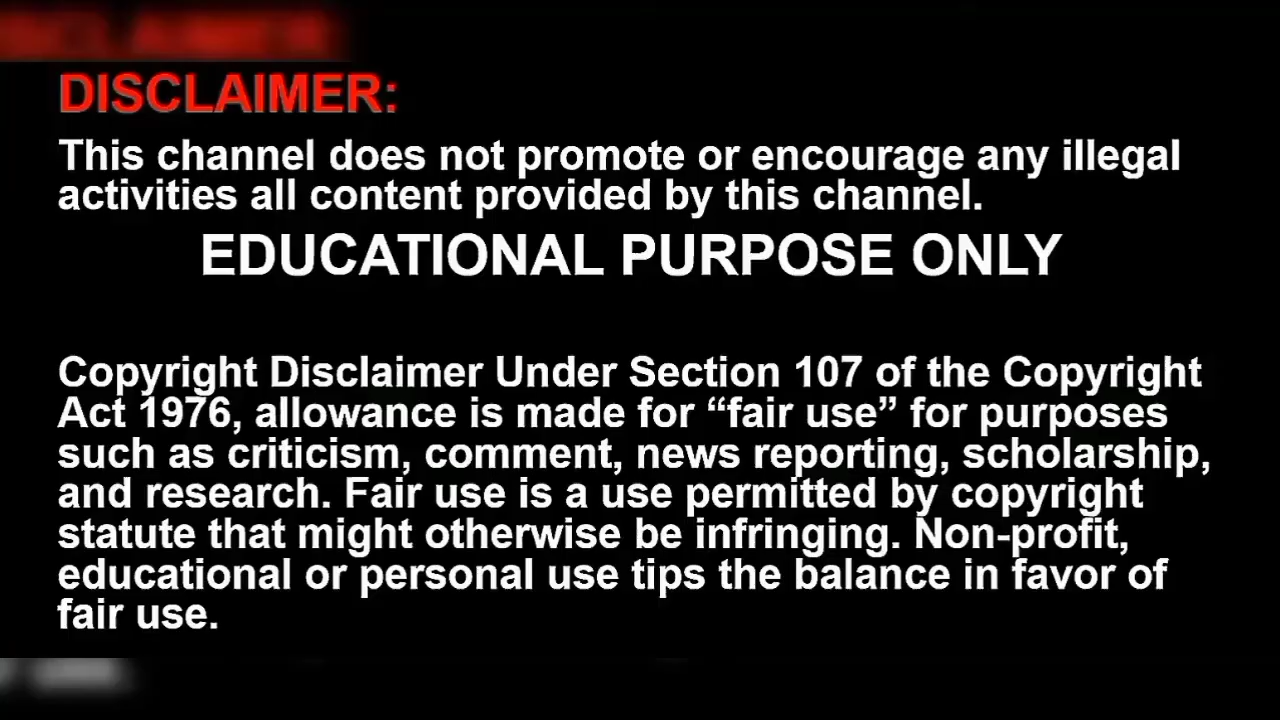 DISCLAIMER:
This channel does not promote or encourage any illegal
activities all content provided by this channel.
EDUCATIONAL PURPOSE ONLY
Copyright Disclaimer Under Section 107 of the Copyright
Act 1976, allowance is made for “fair use” for purposes
such as criticism, comment, news reporting, scholarship,
and research. Fair use is a use permitted by copyright
statute that might otherwise be infringing. Non-profit,
educational or personal use tips the balance in favor of
fair use.